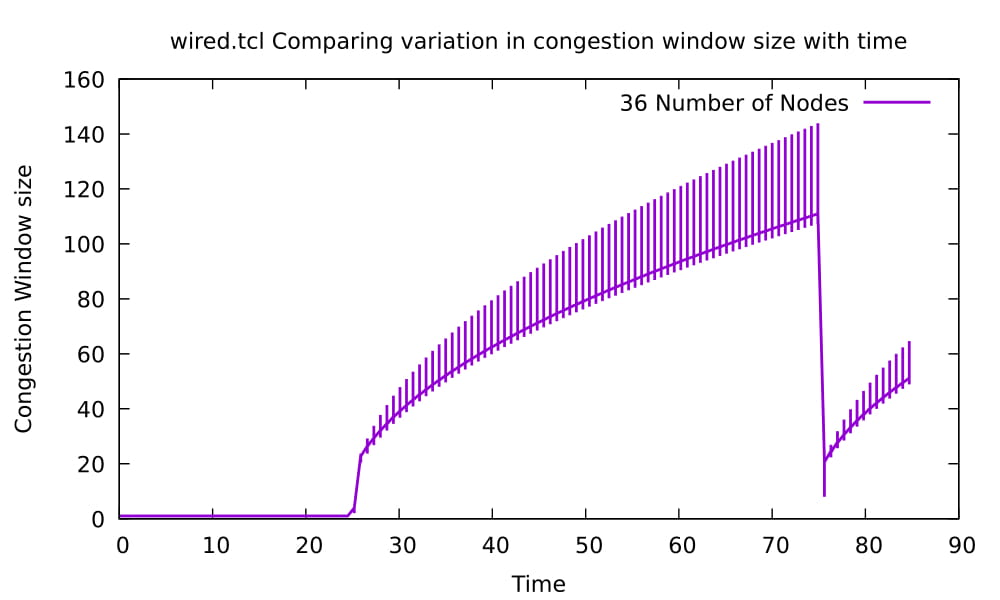 wired.tcl Comparing variation in congestion window size with time
36 Number of Nodes
Congestion Window size
160
140
120
100
80
60
40
20
0
0 10 20 30 40 50 60 70 80 90
Time